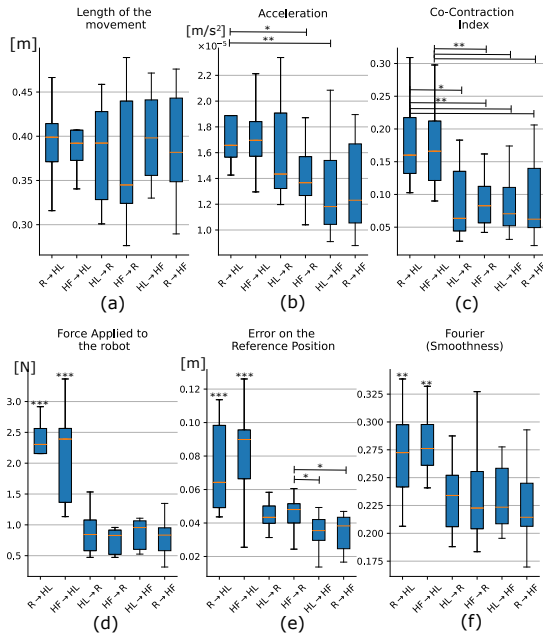 Length of the movement
[m]
0.45
0.40
0.35
0.30
R→HL
HF→HL
HL→R
HF→R
HL→HF
R→HF
(a)
Acceleration
[m/s²]
×10⁻⁵
*
**
2.4
2.2
2.0
1.8
1.6
1.4
1.2
1.0
R→HL
HF→HL
HL→R
HF→R
HL→HF
R→HF
(b)
Co-Contraction
Index
**
*
**
0.30
0.25
0.20
0.15
0.10
0.05
R→HL
HF→HL
HL→R
HF→R
HL→HF
R→HF
(c)
Force Applied to
the robot
[N]
***
***
3.0
2.5
2.0
1.5
1.0
0.5
R→HL
HF→HL
HL→R
HF→R
HL→HF
R→HF
(d)
Error on the
Reference Position
[m]
***
***
*
*
0.12
0.10
0.08
0.06
0.04
0.02
R→HL
HF→HL
HL→R
HF→R
HL→HF
R→HF
(e)
Fourier
(Smoothness)
**
**
0.325
0.300
0.275
0.250
0.225
0.200
0.175
R→HL
HF→HL
HL→R
HF→R
HL→HF
R→HF
(f)